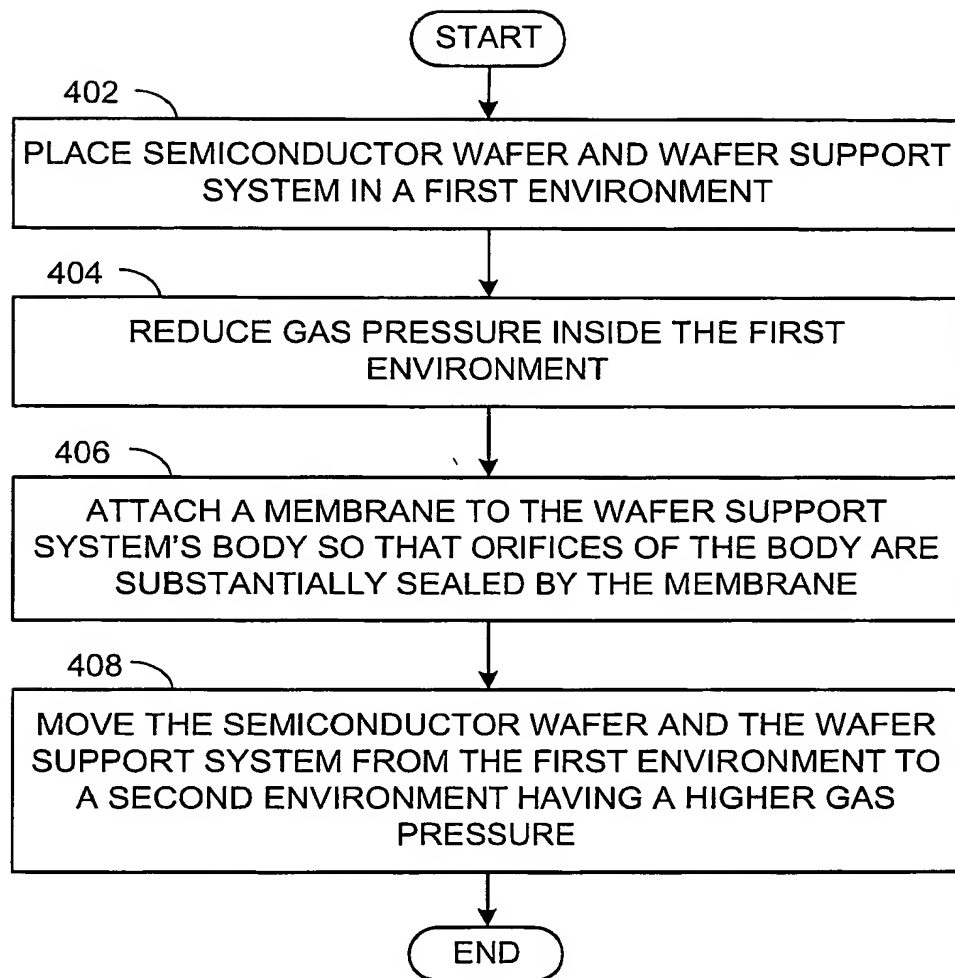 START
402
PLACE SEMICONDUCTOR WAFER AND WAFER SUPPORT
SYSTEM IN A FIRST ENVIRONMENT
404
REDUCE GAS PRESSURE INSIDE THE FIRST
ENVIRONMENT
406
ATTACH A MEMBRANE TO THE WAFER SUPPORT
SYSTEM'S BODY SO THAT ORIFICES OF THE BODY ARE
SUBSTANTIALLY SEALED BY THE MEMBRANE
408
MOVE THE SEMICONDUCTOR WAFER AND THE WAFER
SUPPORT SYSTEM FROM THE FIRST ENVIRONMENT TO
A SECOND ENVIRONMENT HAVING A HIGHER GAS
PRESSURE
END